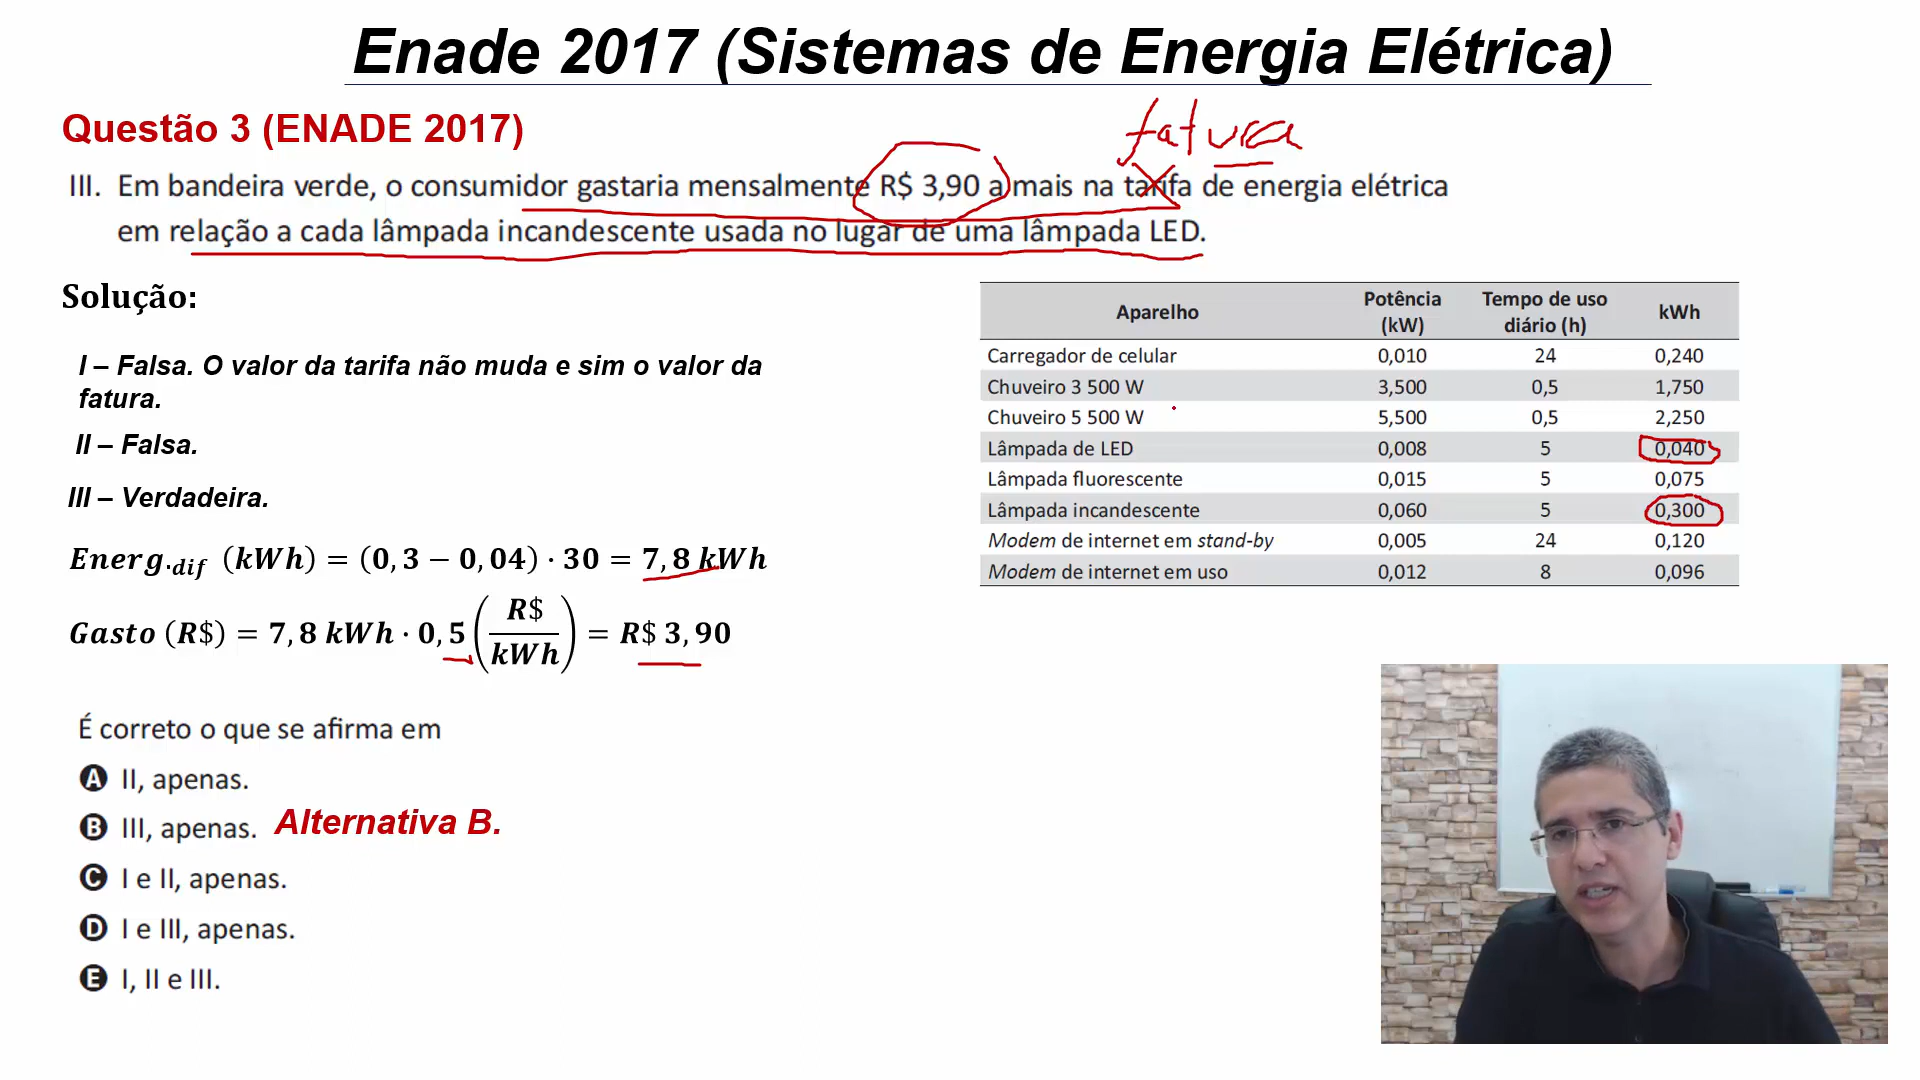 Enade 2017 (Sistemas de Energia Elétrica)
Questão 3 (ENADE 2017)
fatura
III. Em bandeira verde, o consumidor gastaria mensalmente R$ 3,90 a mais na tarifa de energia elétrica
em relação a cada lâmpada incandescente usada no lugar de uma lâmpada LED.
Solução:
I – Falsa. O valor da tarifa não muda e sim o valor da
fatura.
II – Falsa.
III – Verdadeira.
Energ.dif (kWh) = (0,3 − 0,04) · 30 = 7,8 kWh
Gasto (R$) = 7,8 kWh · 0,5 (R$/kWh) = R$ 3,90
Aparelho Potência (kW) Tempo de uso diário (h) kWh
Carregador de celular 0,010 24 0,240
Chuveiro 3 500 W 3,500 0,5 1,750
Chuveiro 5 500 W 5,500 0,5 2,250
Lâmpada de LED 0,008 5 0,040
Lâmpada fluorescente 0,015 5 0,075
Lâmpada incandescente 0,060 5 0,300
Modem de internet em stand-by 0,005 24 0,120
Modem de internet em uso 0,012 8 0,096
É correto o que se afirma em
A II, apenas.
B III, apenas. Alternativa B.
C I e II, apenas.
D I e III, apenas.
E I, II e III.